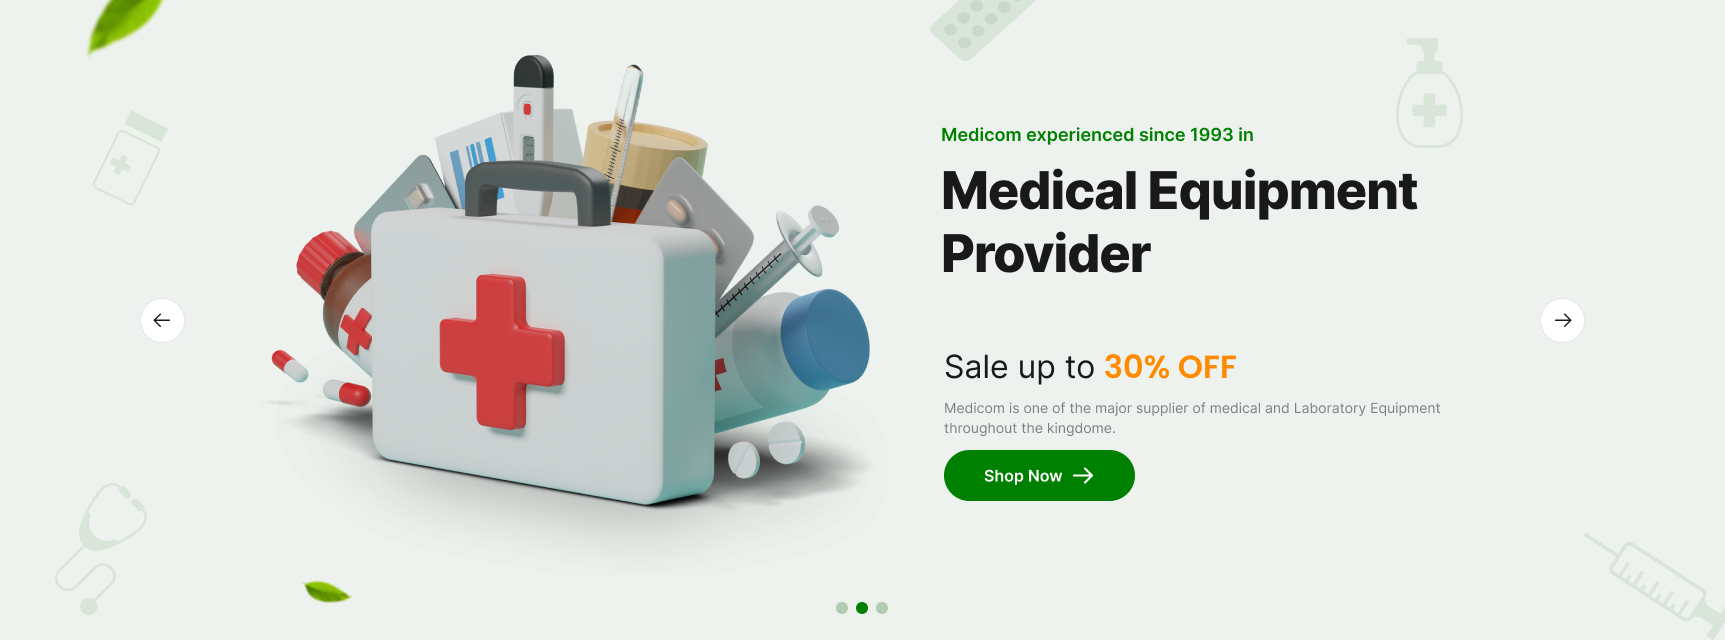 Medicom experienced since 1993 in
Medical Equipment
Provider
Sale up to 30% OFF
Medicom is one of the major supplier of medical and Laboratory Equipment
throughout the kingdome.
Shop Now